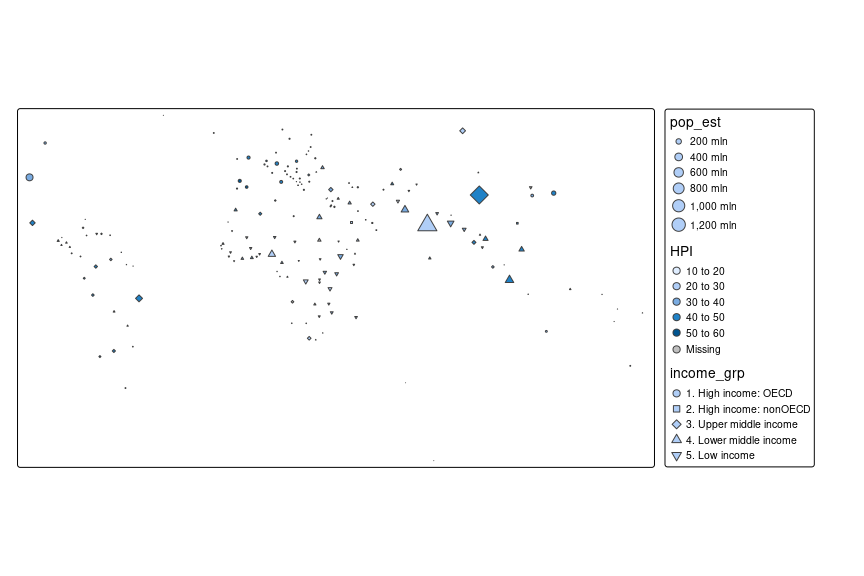 pop_est
200 mln
400 mln
600 mln
800 mln
1,000 mln
1,200 mln
HPI
10 to 20
20 to 30
30 to 40
40 to 50
50 to 60
Missing
income_grp
1. High income: OECD
2. High income: nonOECD
3. Upper middle income
4. Lower middle income
5. Low income